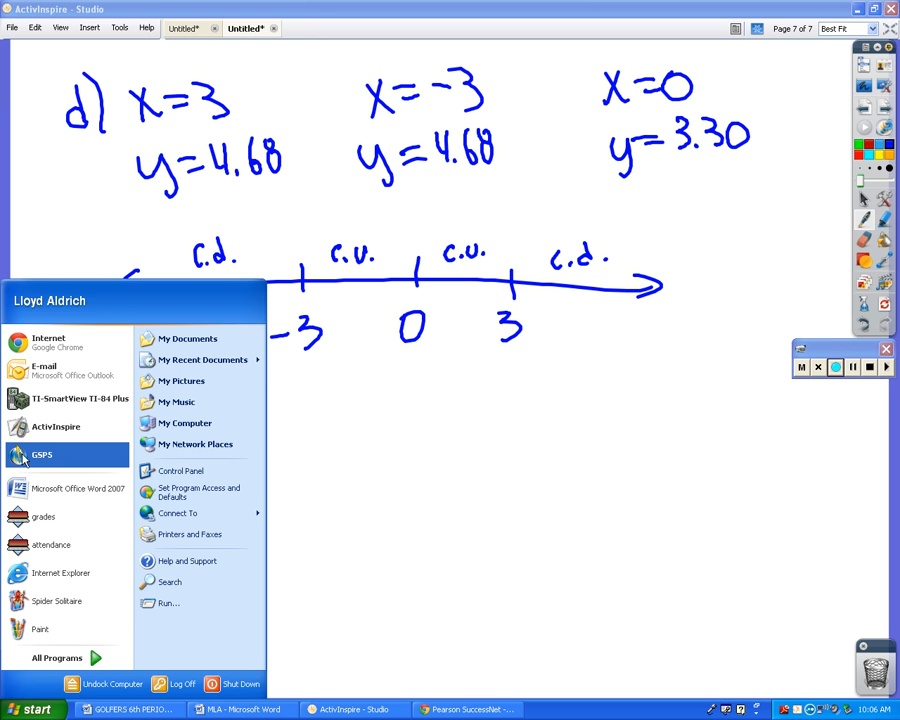 ActivInspire - Studio
File Edit View Insert Tools Help Untitled* Untitled* Page 7 of 7 Best Fit
d) x=3 x=-3 x=0
y=4.68 y=4.68 y=3.30
c.d. c.u. c.u. c.d.
-3 0 3
M
Lloyd Aldrich
Internet
Google Chrome
E-mail
Microsoft Office Outlook
TI-SmartView TI-84 Plus
ActivInspire
GSP5
Microsoft Office Word 2007
grades
attendance
Internet Explorer
Spider Solitaire
Paint
All Programs
My Documents
My Recent Documents
My Pictures
My Music
My Computer
My Network Places
Control Panel
Set Program Access and
Defaults
Connect To
Printers and Faxes
Help and Support
Search
Run...
Undock Computer Log Off Shut Down
start GOLFERS 6th PERIO... MLA - Microsoft Word ActivInspire - Studio Pearson SuccessNet -... 10:06 AM